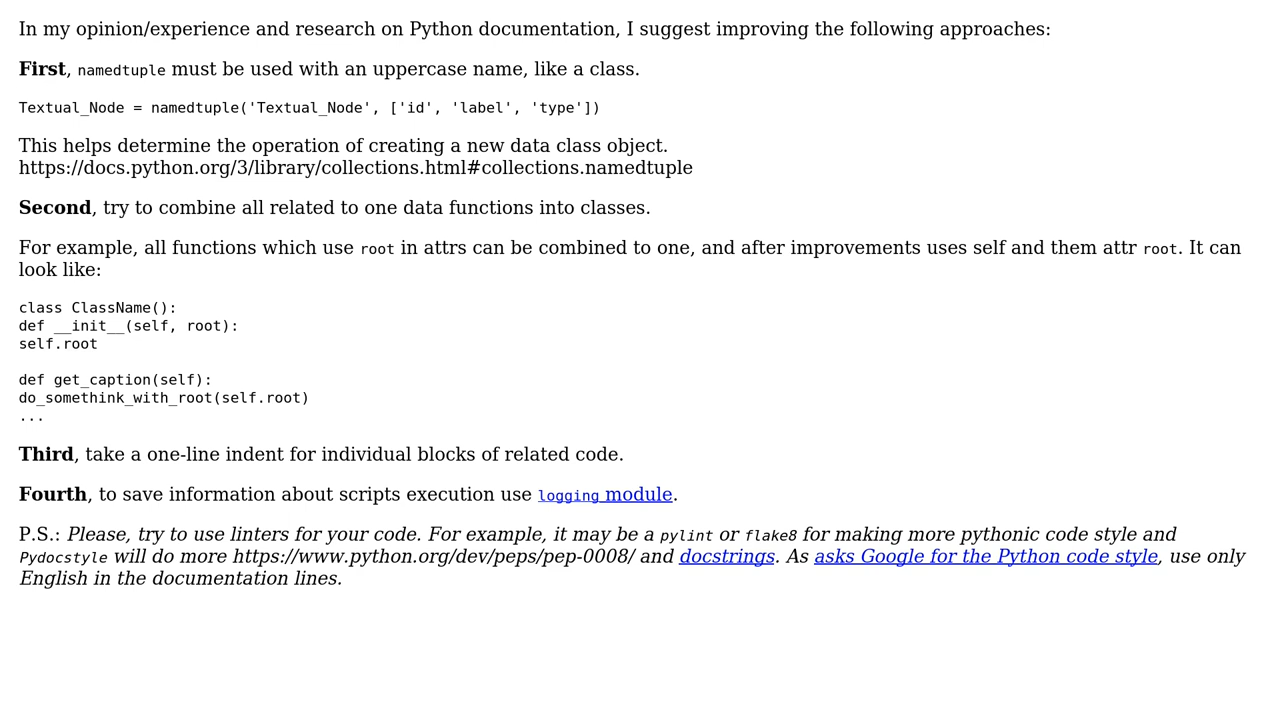 In my opinion/experience and research on Python documentation, I suggest improving the following approaches:
First, namedtuple must be used with an uppercase name, like a class.
Textual_Node = namedtuple('Textual_Node', ['id', 'label', 'type'])
This helps determine the operation of creating a new data class object.
https://docs.python.org/3/library/collections.html#collections.namedtuple
Second, try to combine all related to one data functions into classes.
For example, all functions which use root in attrs can be combined to one, and after improvements uses self and them attr root. It can
look like:
class ClassName():
def __init__(self, root):
self.root
def get_caption(self):
do_somethink_with_root(self.root)
...
Third, take a one-line indent for individual blocks of related code.
Fourth, to save information about scripts execution use logging module.
P.S.: Please, try to use linters for your code. For example, it may be a pylint or flake8 for making more pythonic code style and
Pydocstyle will do more https://www.python.org/dev/peps/pep-0008/ and docstrings. As asks Google for the Python code style, use only
English in the documentation lines.